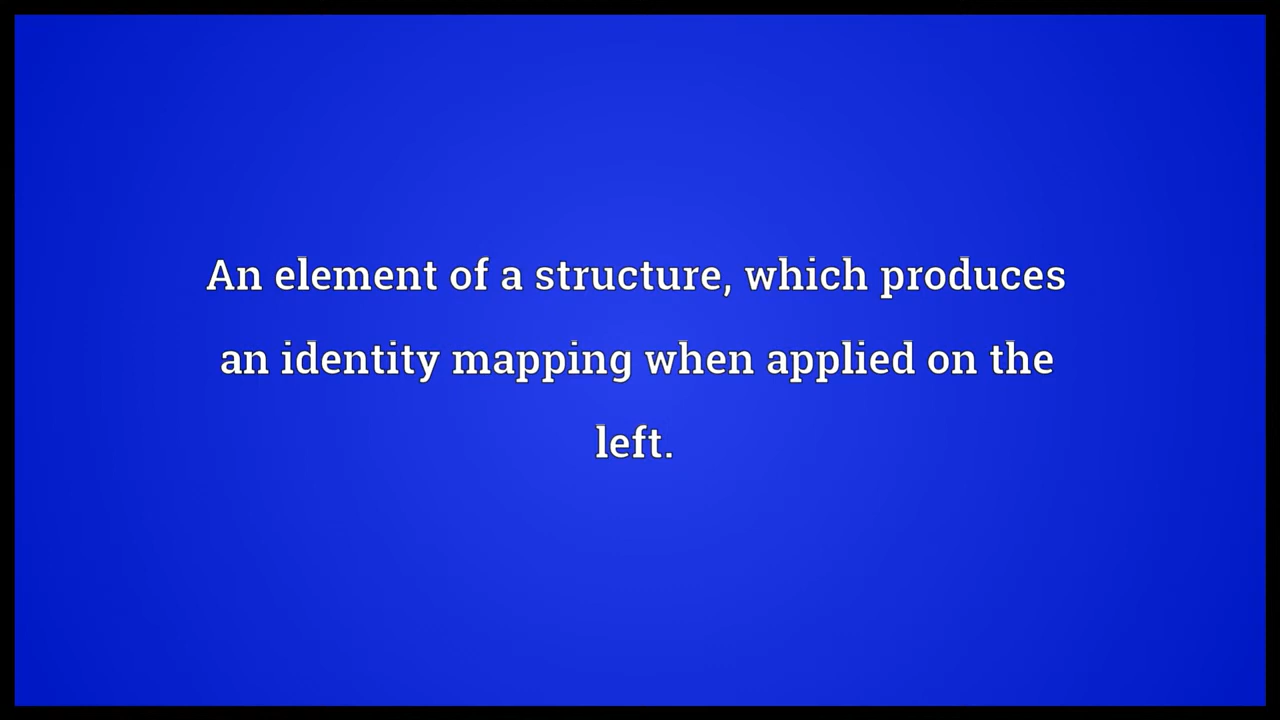 An element of a structure, which produces
an identity mapping when applied on the
left.